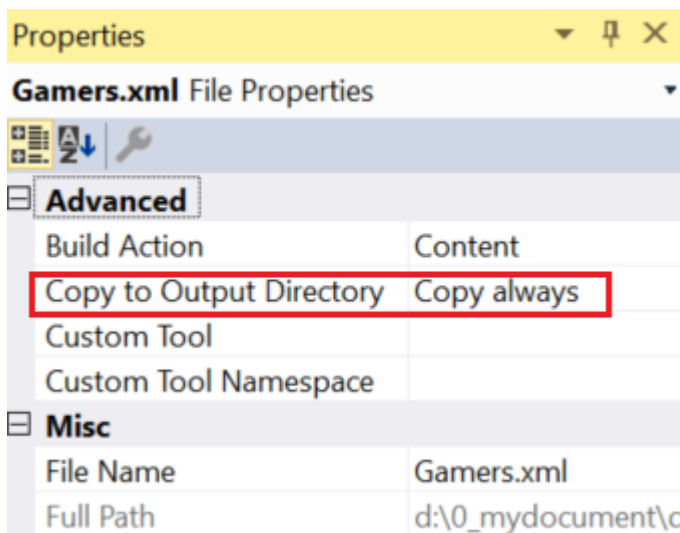 Properties
Gamers.xml File Properties
Advanced
Build Action Content
Copy to Output Directory Copy always
Custom Tool
Custom Tool Namespace
Misc
File Name Gamers.xml
Full Path d:\0_mydocument\